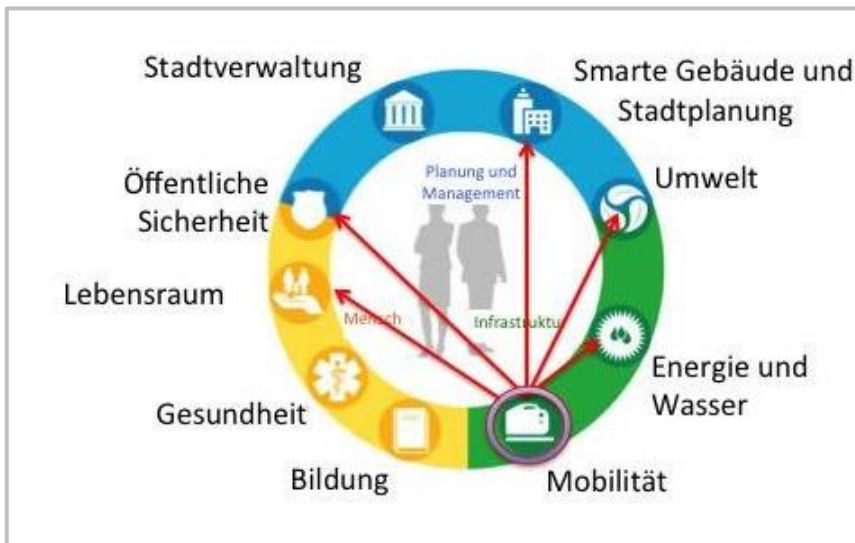 Stadtverwaltung
Smarte Gebäude und
Stadtplanung
Planung und
Management
Öffentliche
Sicherheit
Umwelt
Lebensraum
Mensch
Infrastruktur
Energie und
Wasser
Gesundheit
Bildung
Mobilität